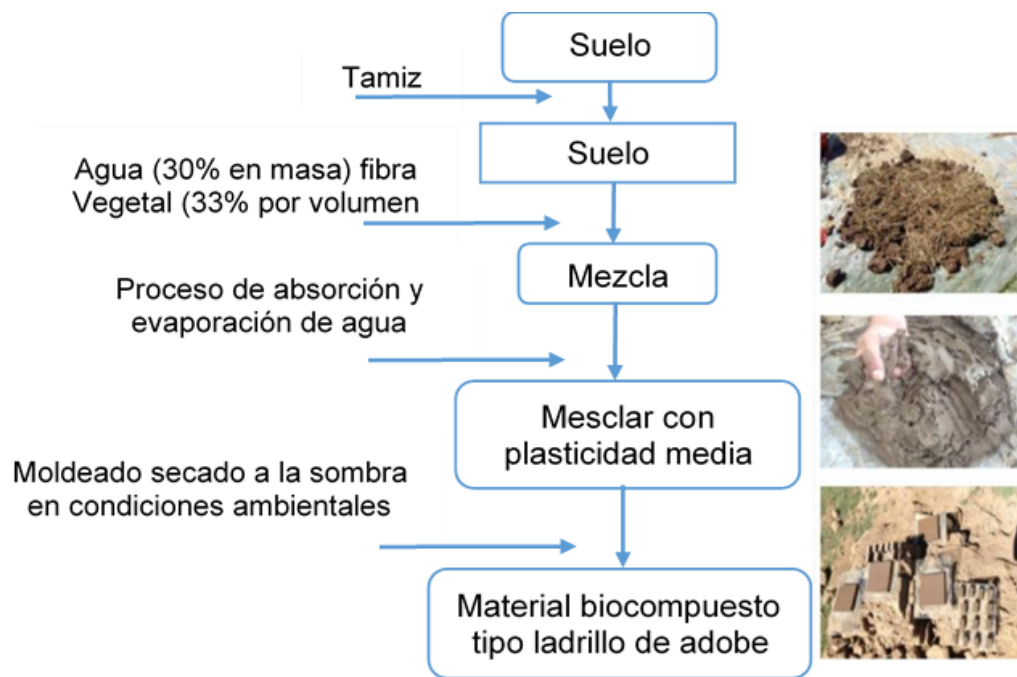 Suelo
Tamiz
Suelo
Agua (30% en masa) fibra
Vegetal (33% por volumen
Mezcla
Proceso de absorción y
evaporación de agua
Mesclar con
plasticidad media
Moldeado secado a la sombra
en condiciones ambientales
Material biocompuesto
tipo ladrillo de adobe